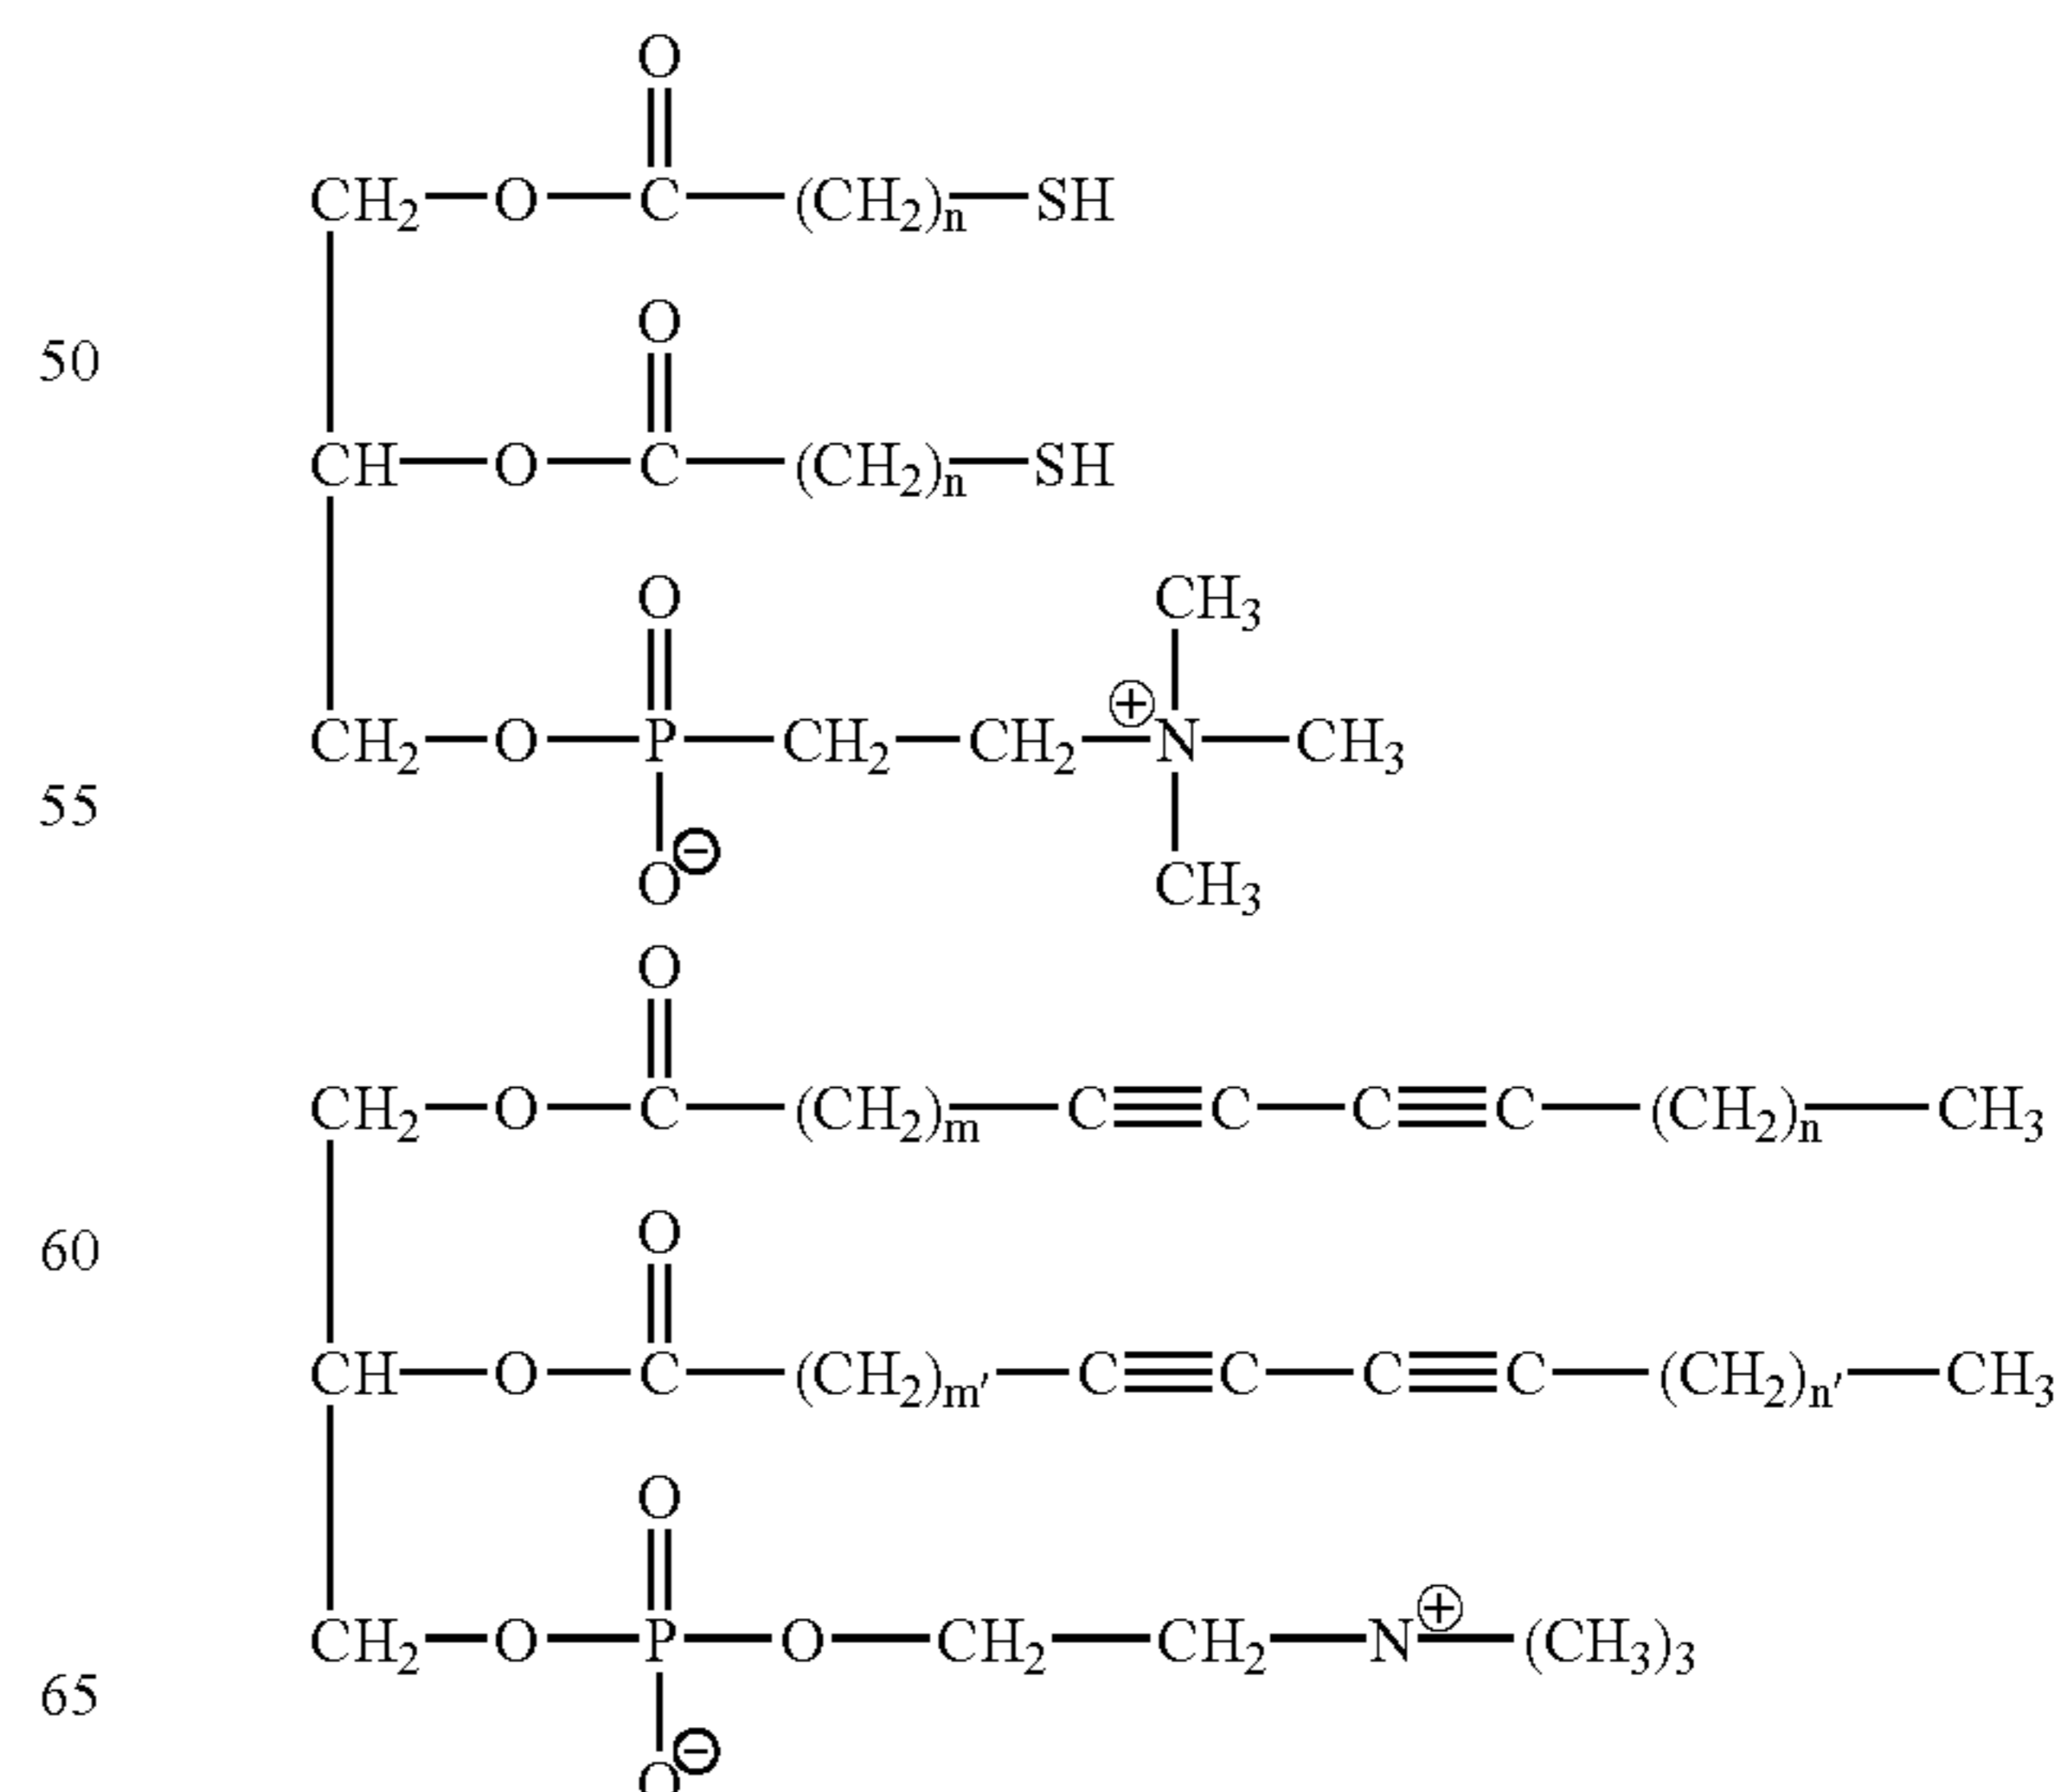 O
CH₂—O—C—(CH₂)ₙ—SH
O
50
CH—O—C—(CH₂)ₙ—SH
O CH₃
⊕
CH₂—O—P—CH₂—CH₂—N—CH₃
55
⊖
O CH₃
O
CH₂—O—C—(CH₂)ₘ—C≡C—C≡C—(CH₂)ₙ—CH₃
O
60
CH—O—C—(CH₂)ₘ′—C≡C—C≡C—(CH₂)ₙ′—CH₃
O
⊕
CH₂—O—P—O—CH₂—CH₂—N—(CH₃)₃
65
⊖
O